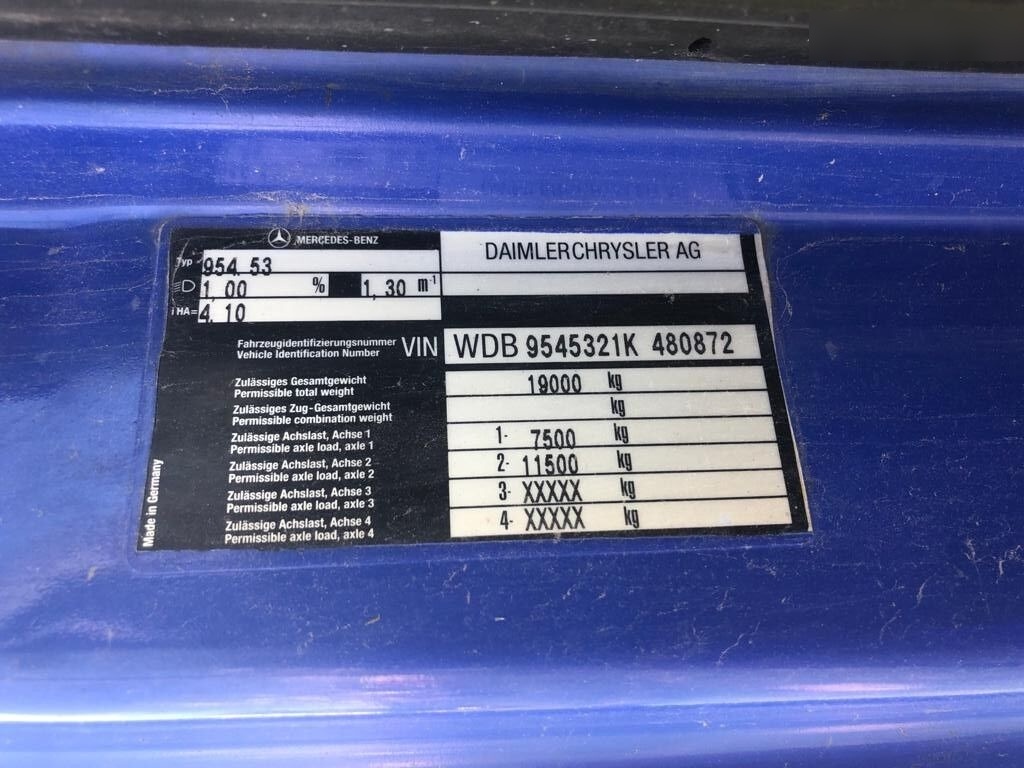 MERCEDES-BENZ
DAIMLERCHRYSLER AG
Typ 954.53
1,00 % 1,30 m⁻¹
i HA= 4.10
Fahrzeugidentifizierungsnummer
Vehicle Identification Number
VIN WDB 9545321K 480872
Zulässiges Gesamtgewicht
Permissible total weight
19000 kg
Zulässiges Zug-Gesamtgewicht
Permissible combination weight
kg
Zulässige Achslast, Achse 1
Permissible axle load, axle 1
1- 7500 kg
Zulässige Achslast, Achse 2
Permissible axle load, axle 2
2- 11500 kg
Zulässige Achslast, Achse 3
Permissible axle load, axle 3
3- XXXXX kg
Zulässige Achslast, Achse 4
Permissible axle load, axle 4
4- XXXXX kg
Made in Germany